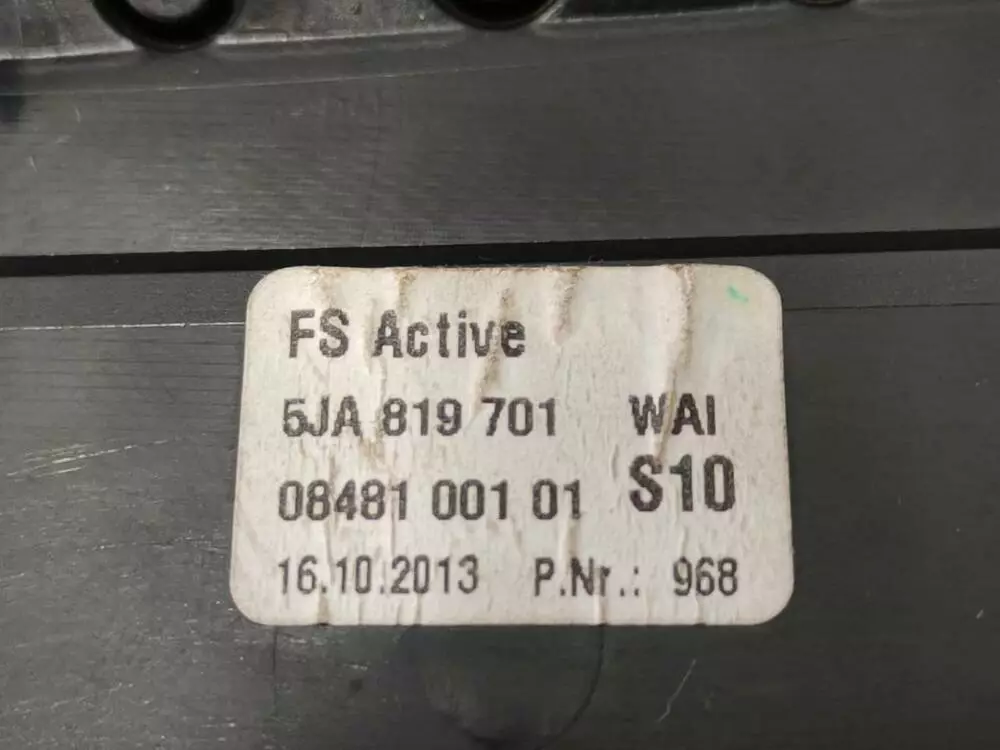 FS Active
5JA 819 701 WAI
08481 001 01 S10
16.10.2013 P.Nr.: 968